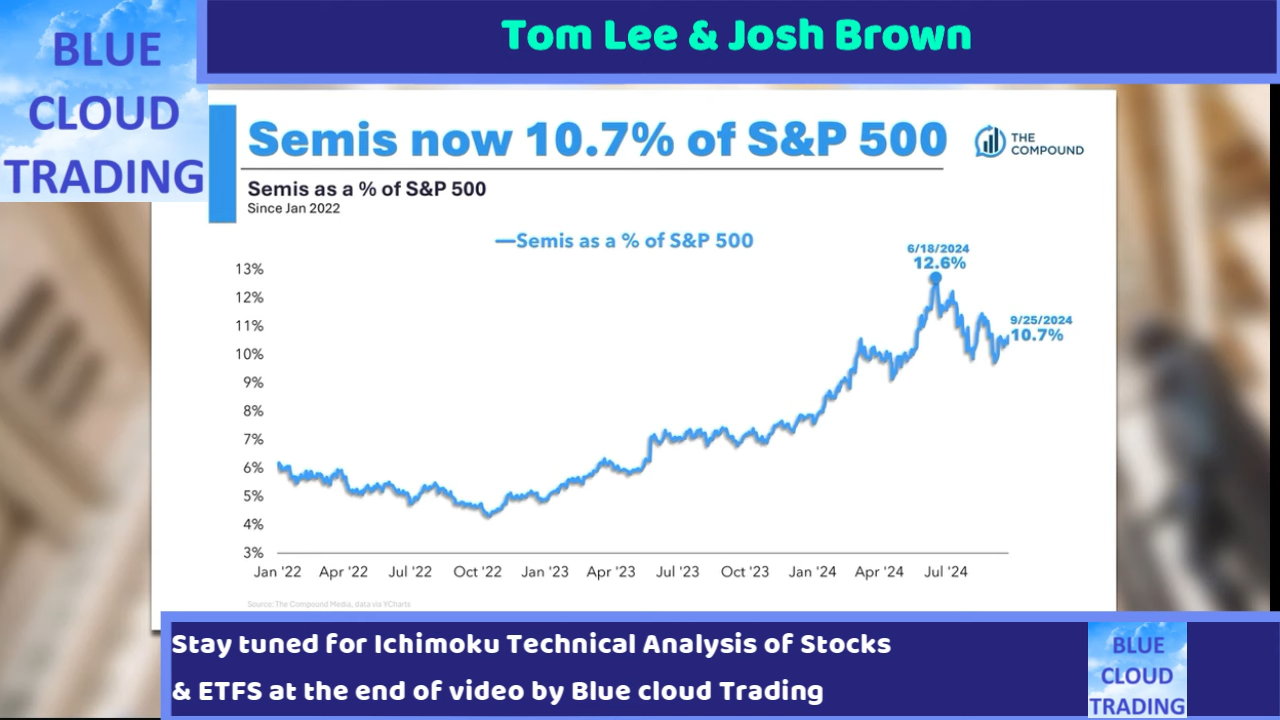 BLUE
CLOUD
TRADING
Tom Lee & Josh Brown
Semis now 10.7% of S&P 500
THE
COMPOUND
Semis as a % of S&P 500
Since Jan 2022
Semis as a % of S&P 500
6/18/2024
12.6%
9/25/2024
10.7%
13%
12%
11%
10%
9%
8%
7%
6%
5%
4%
3%
Jan '22 Apr '22 Jul '22 Oct '22 Jan '23 Apr '23 Jul '23 Oct '23 Jan '24 Apr '24 Jul '24
Source: The Compound Media, data via YCharts
Stay tuned for Ichimoku Technical Analysis of Stocks
& ETFS at the end of video by Blue cloud Trading
BLUE
CLOUD
TRADING